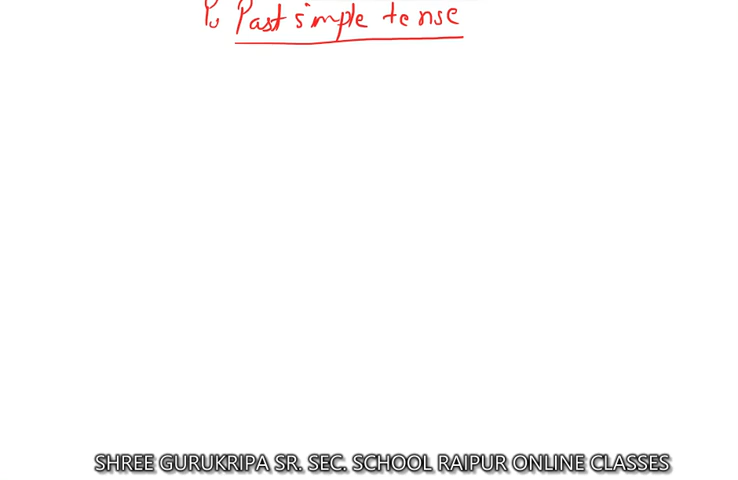 Past simple tense
SHREE GURUKRIPA SR. SEC. SCHOOL RAIPUR ONLINE CLASSES